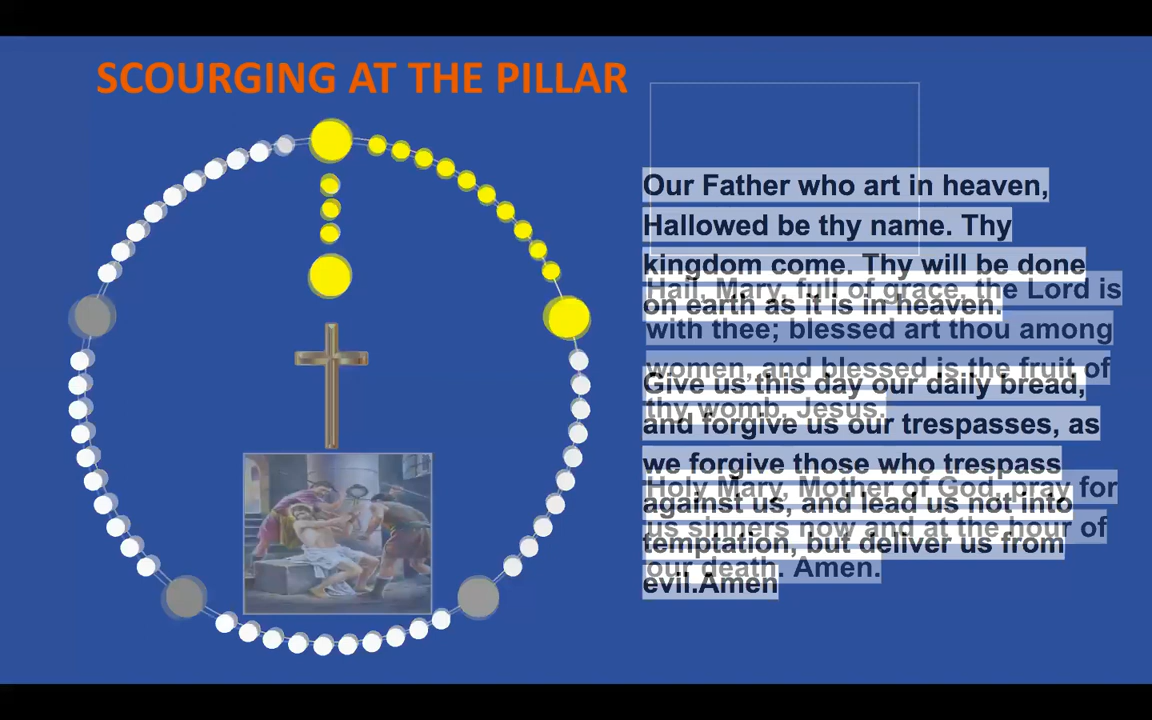 SCOURGING AT THE PILLAR
Our Father who art in heaven,
Hallowed be thy name. Thy
kingdom come. Thy will be done
on earth as it is in heaven.
Give us this day our daily bread,
and forgive us our trespasses, as
we forgive those who trespass
against us, and lead us not into
temptation, but deliver us from
evil.Amen
Hail, Mary, full of grace, the Lord is
with thee; blessed art thou among
women, and blessed is the fruit of
thy womb, Jesus.
Holy Mary, Mother of God, pray for
us sinners now and at the hour of
our death. Amen.